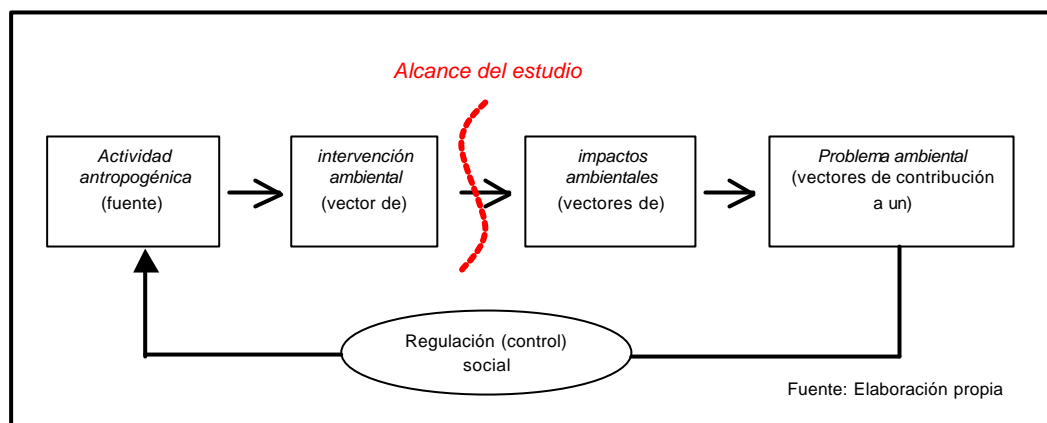 Alcance del estudio
Actividad
antropogénica
(fuente)
intervención
ambiental
(vector de)
impactos
ambientales
(vectores de)
Problema ambiental
(vectores de contribución
a un)
Regulación (control)
social
Fuente: Elaboración propia